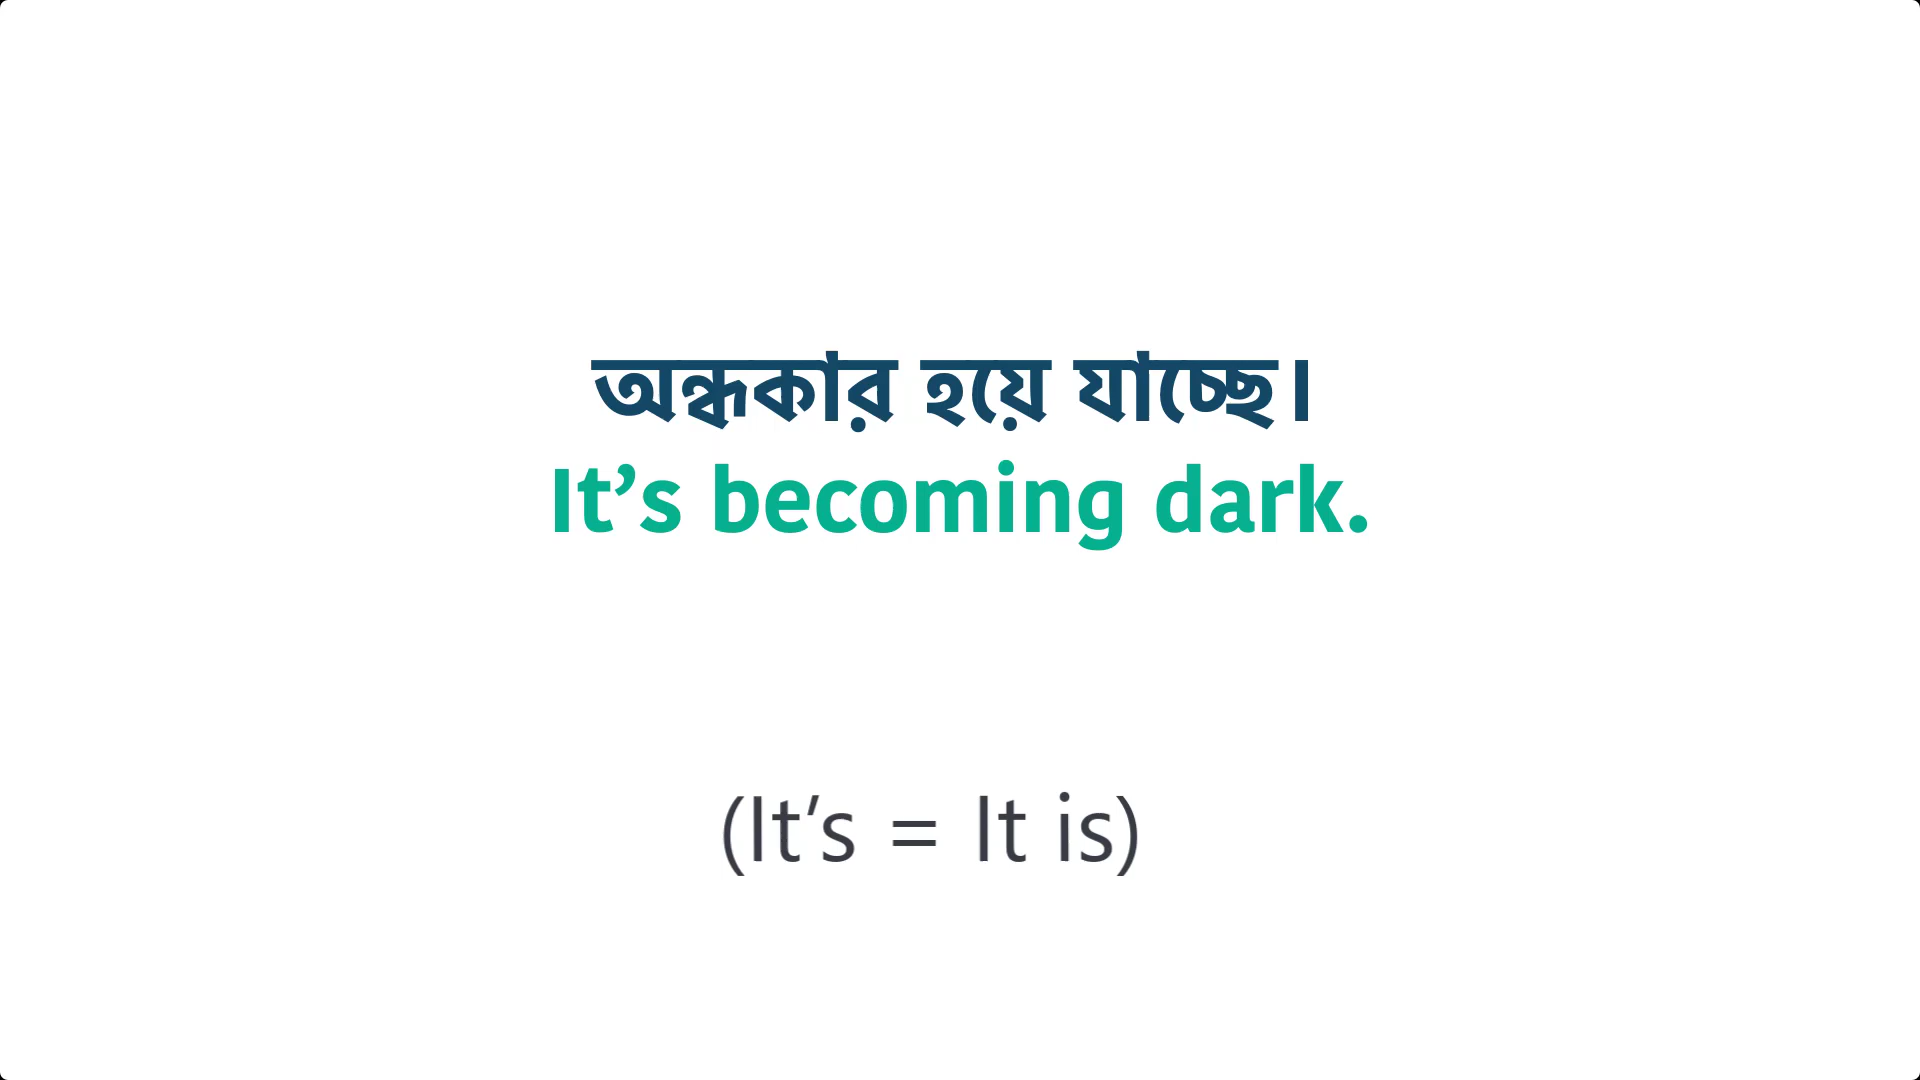 অন্ধকার হয়ে যাচ্ছে।
It’s becoming dark.
(It’s = It is)